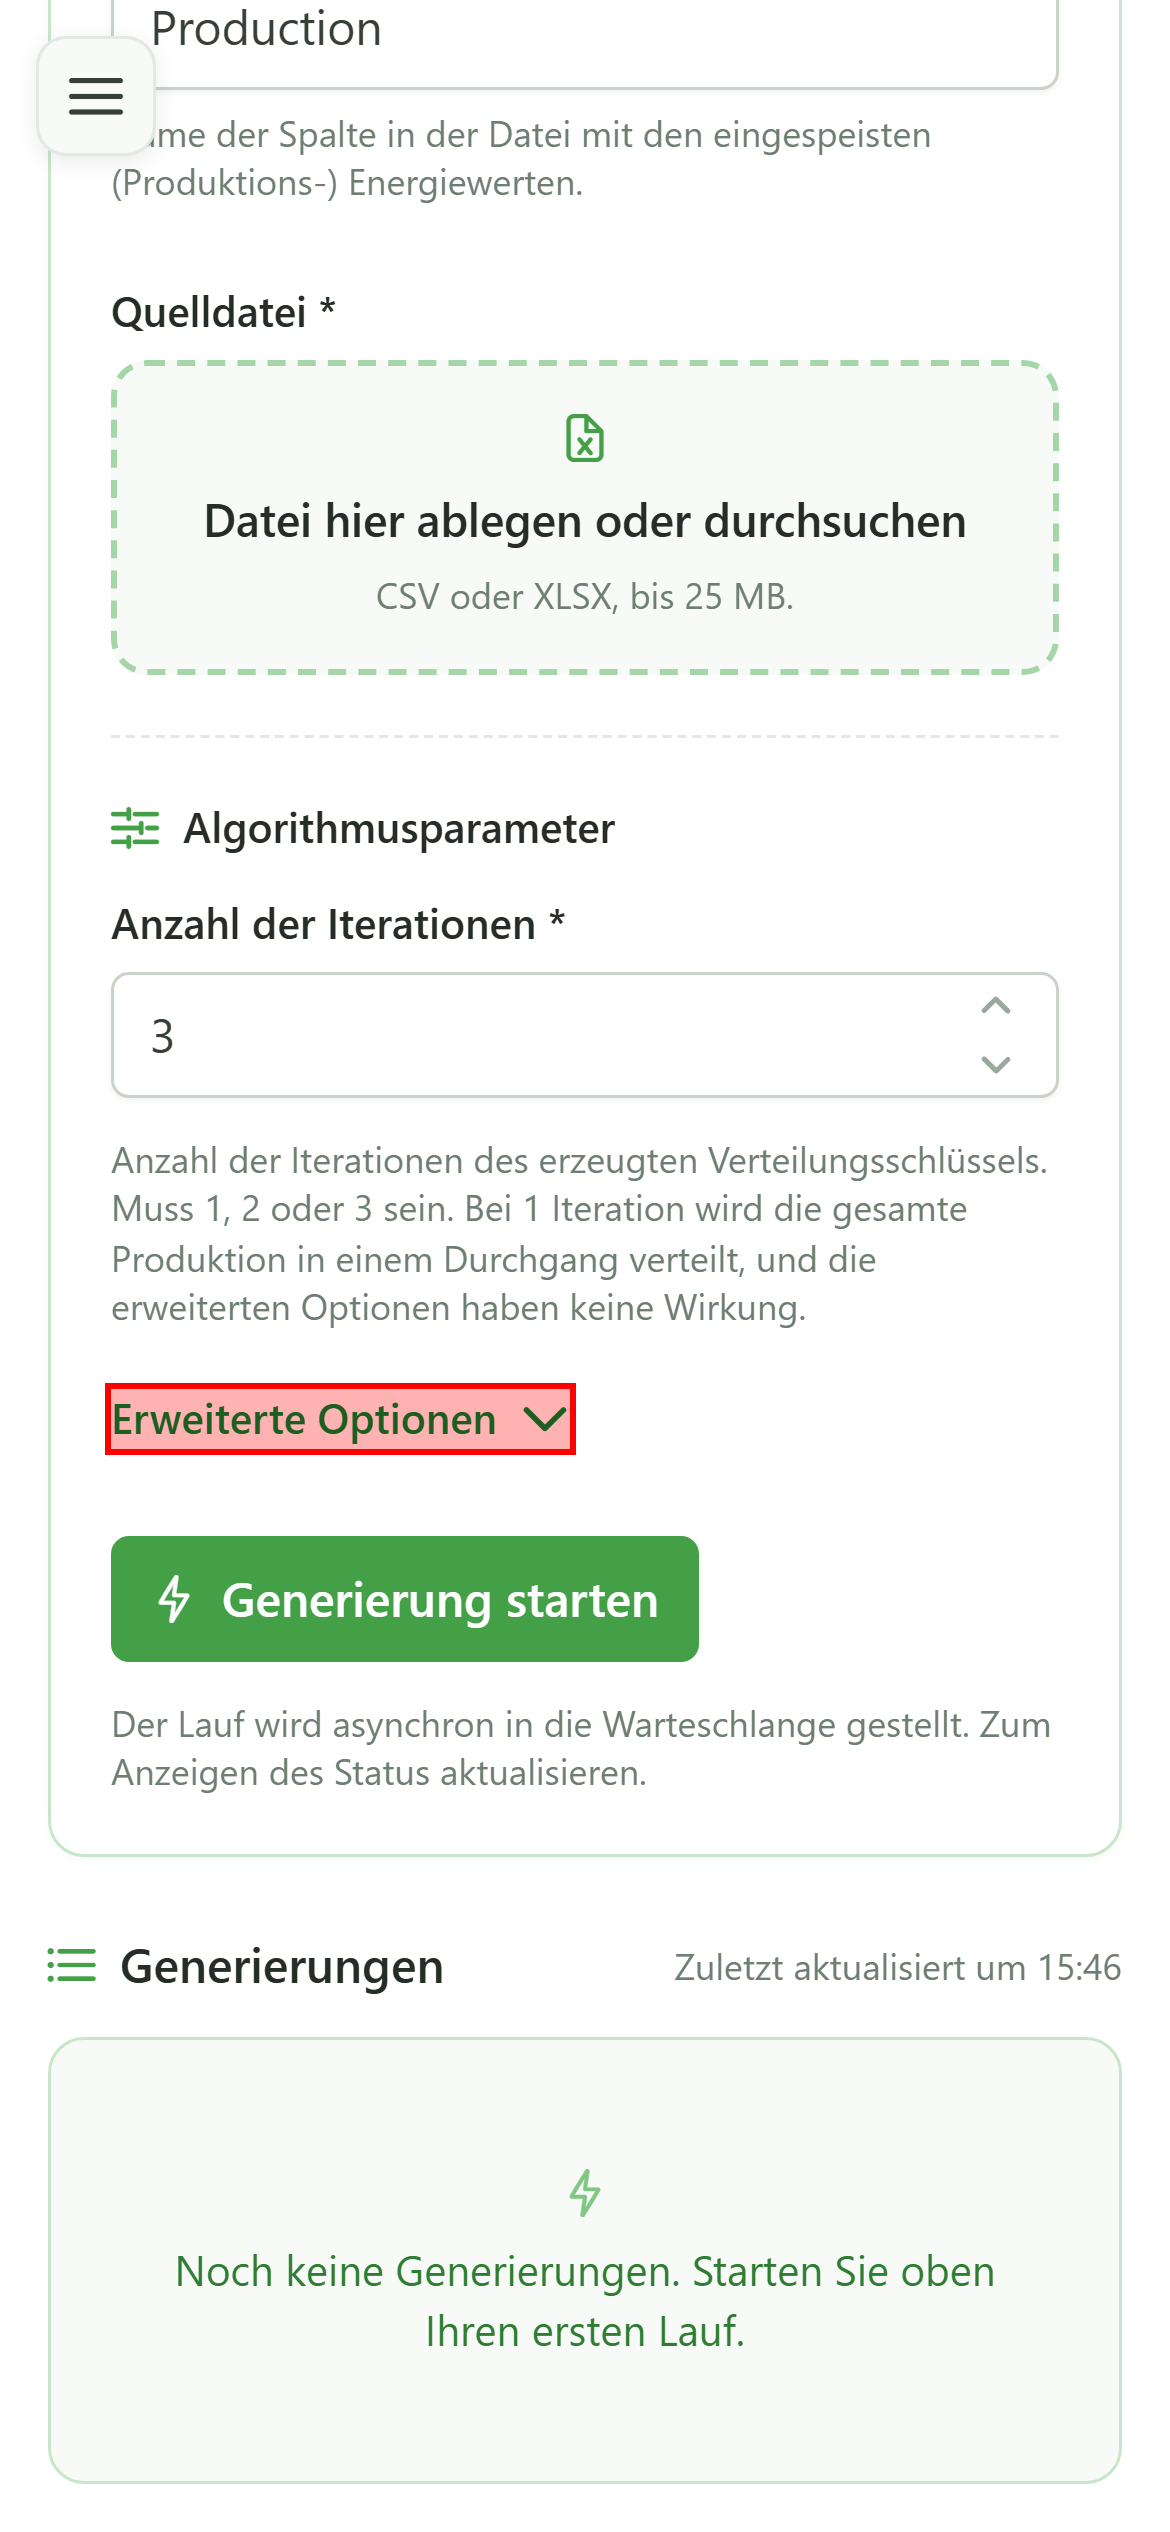 Production
der Spalte in der Datei mit den eingespeisten
(Produktions-) Energiewerten.
Quelldatei *
Datei hier ablegen oder durchsuchen
CSV oder XLSX, bis 25 MB.
Algorithmusparameter
Anzahl der Iterationen *
3
Anzahl der Iterationen des erzeugten Verteilungsschlüssels.
Muss 1, 2 oder 3 sein. Bei 1 Iteration wird die gesamte
Produktion in einem Durchgang verteilt, und die
erweiterten Optionen haben keine Wirkung.
Erweiterte Optionen
Generierung starten
Der Lauf wird asynchron in die Warteschlange gestellt. Zum
Anzeigen des Status aktualisieren.
Generierungen
Zuletzt aktualisiert um 15:46
Noch keine Generierungen. Starten Sie oben
Ihren ersten Lauf.